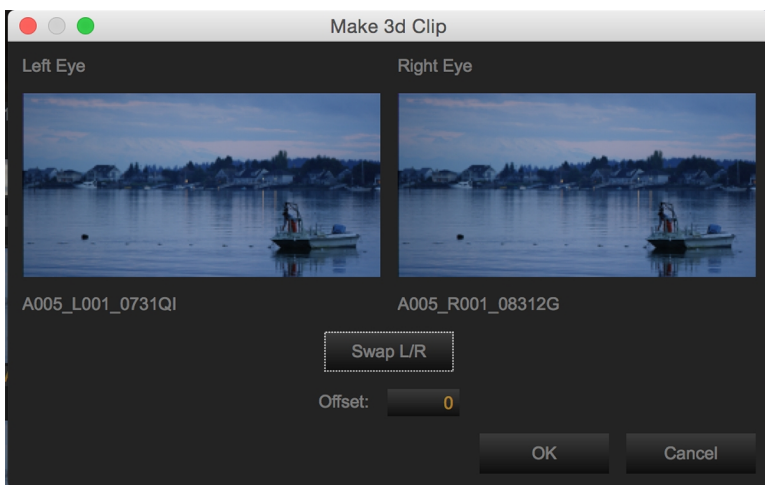 Make 3d Clip
Left Eye
Right Eye
A005_L001_0731QI
A005_R001_08312G
Swap L/R
Offset: 0
OK
Cancel